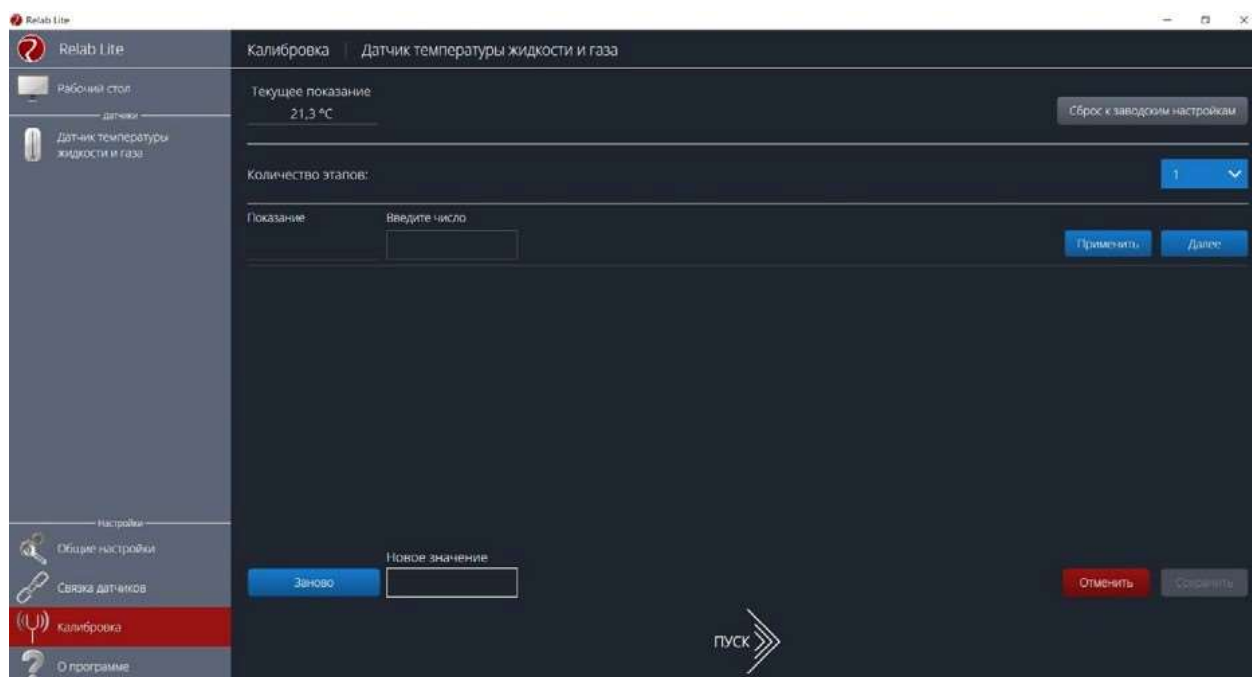 Relab Lite
Relab Lite
Калибровка
Датчик температуры жидкости и газа
Рабочий стол
Датчики
Датчик температуры
жидкости и газа
Текущее показание
21,3 °C
Сброс к заводским настройкам
Количество этапов:
1
Показание
Введите число
Применить
Далее
Настройки
Общие настройки
Связка датчиков
Калибровка
О программе
Новое значение
Заново
Отменить
Сохранить
ПУСК